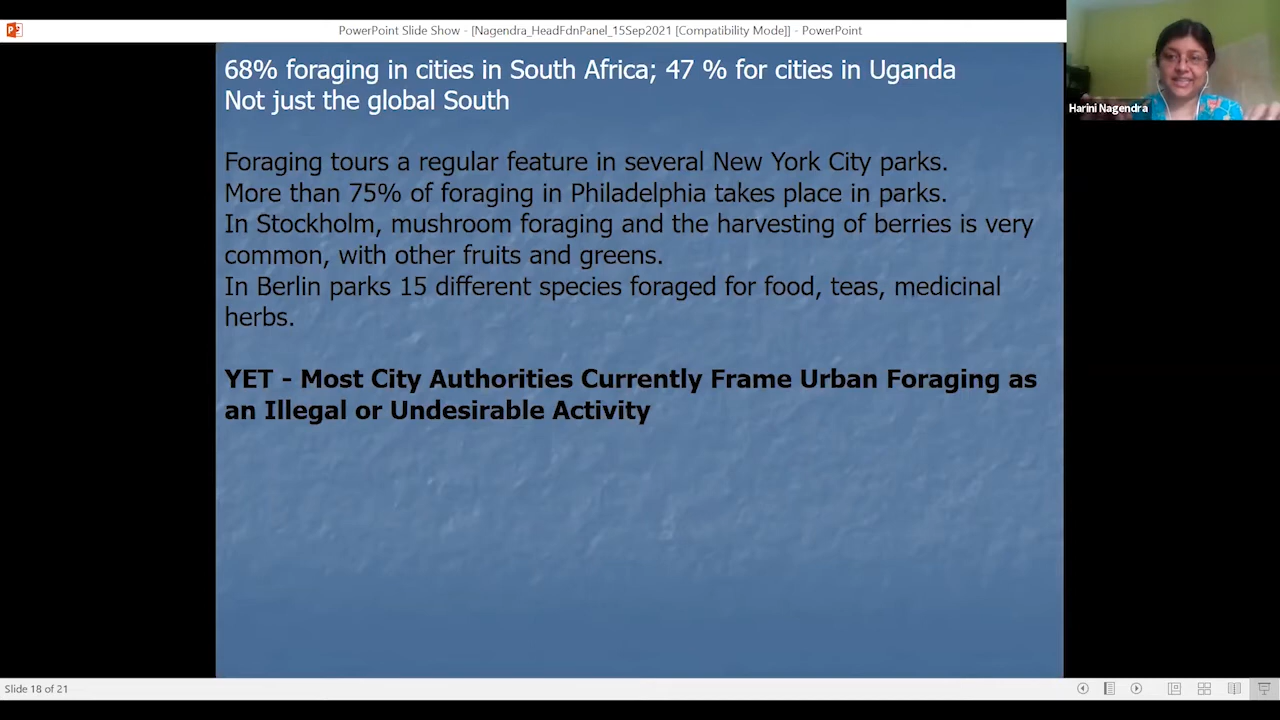 PowerPoint Slide Show - [Nagendra_HeadFdnPanel_15Sep2021 [Compatibility Mode]] - PowerPoint
68% foraging in cities in South Africa; 47 % for cities in Uganda
Not just the global South
Foraging tours a regular feature in several New York City parks.
More than 75% of foraging in Philadelphia takes place in parks.
In Stockholm, mushroom foraging and the harvesting of berries is very
common, with other fruits and greens.
In Berlin parks 15 different species foraged for food, teas, medicinal
herbs.
YET - Most City Authorities Currently Frame Urban Foraging as
an Illegal or Undesirable Activity
Harini Nagendra
Slide 18 of 21